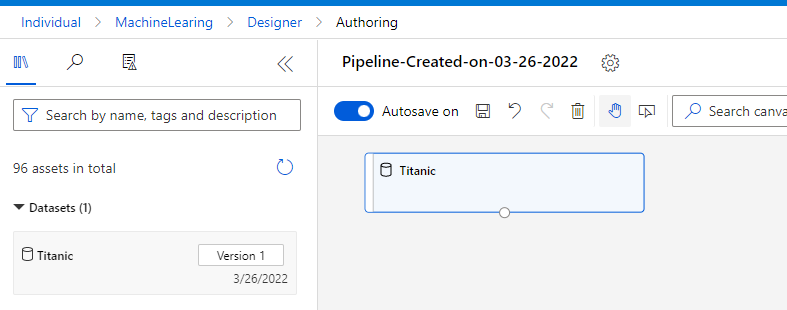 Individual > MachineLearing > Designer > Authoring
Pipeline-Created-on-03-26-2022
Autosave on
Search canva
Search by name, tags and description
96 assets in total
Datasets (1)
Titanic
Version 1
3/26/2022
Titanic